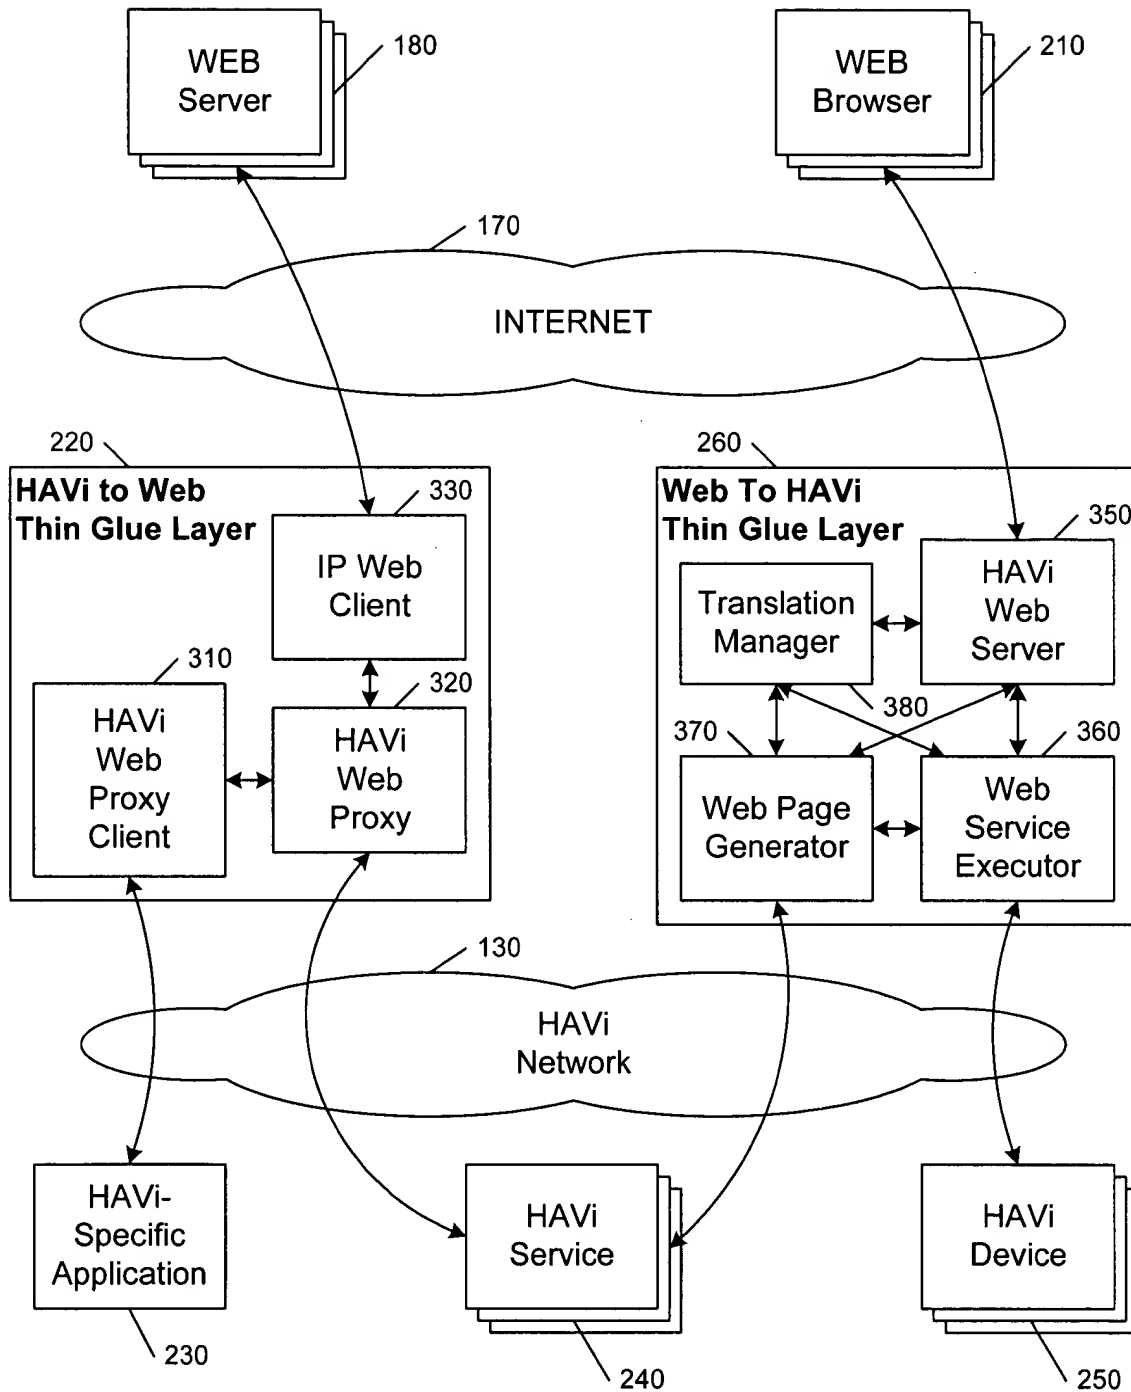 WEB
Server
180
WEB
Browser
210
170
INTERNET
220
HAVi to Web
Thin Glue Layer
330
IP Web
Client
310
HAVi
Web
Proxy
Client
320
HAVi
Web
Proxy
260
Web To HAVi
Thin Glue Layer
350
HAVi
Web
Server
Translation
Manager
380
370
Web Page
Generator
360
Web
Service
Executor
130
HAVi
Network
HAVi-
Specific
Application
230
HAVi
Service
240
HAVi
Device
250